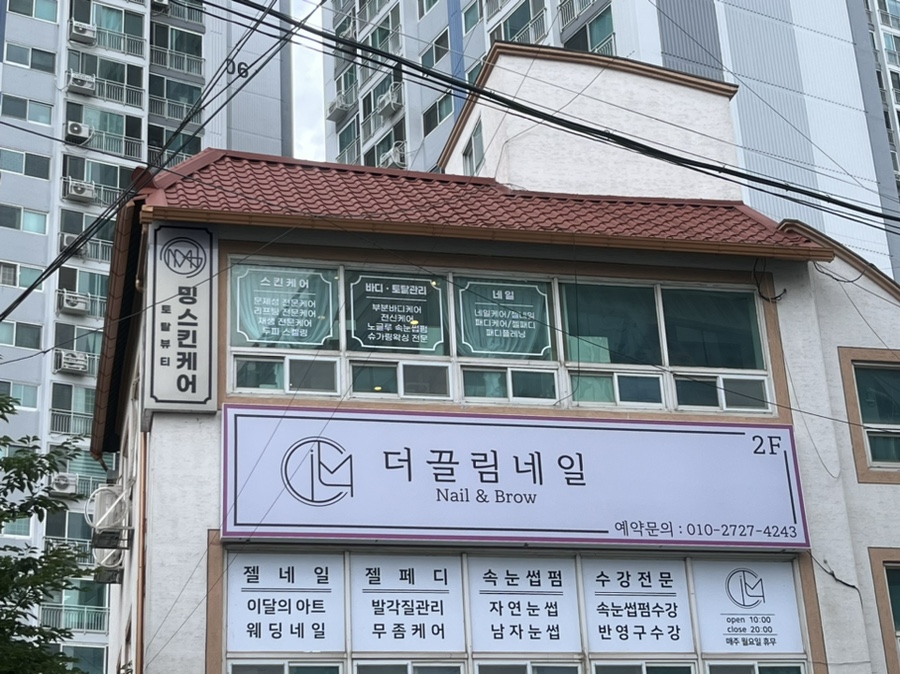 06
밍스킨케어
토탈뷰티
스킨케어
문제성 전문케어
리프팅 전문케어
재생 전문케어
두피 스켈링
바디·토탈관리
부분바디케어
전신케어
노글루 속눈썹펌
슈가링왁싱 전문
네일
네일케어/젤네일
패디케어/젤패디
패디플래닝
2F
더끌림네일
Nail & Brow
예약문의 : 010-2727-4243
젤네일
이달의아트
웨딩네일
젤페디
발각질관리
무좀케어
속눈썹펌
자연눈썹
남자눈썹
수강전문
속눈썹펌수강
반영구수강
open 10:00
close 20:00
매주 월요일 휴무